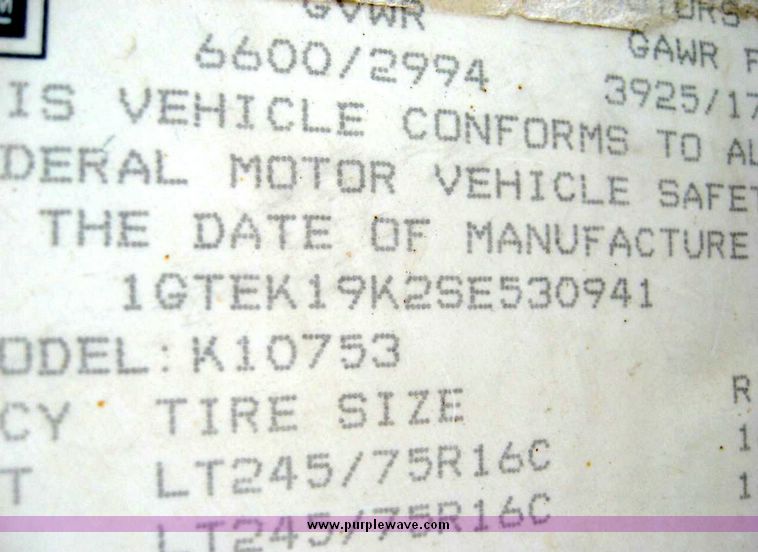 GVWR
6600/2994
GAWR
3925/17
IS VEHICLE CONFORMS TO AL
DERAL MOTOR VEHICLE SAFET
THE DATE OF MANUFACTURE
1GTEK19K2SE530941
ODEL: K10753
CY TIRE SIZE R
T LT245/75R16C 1
LT245/75R16C 1
www.purplewave.com